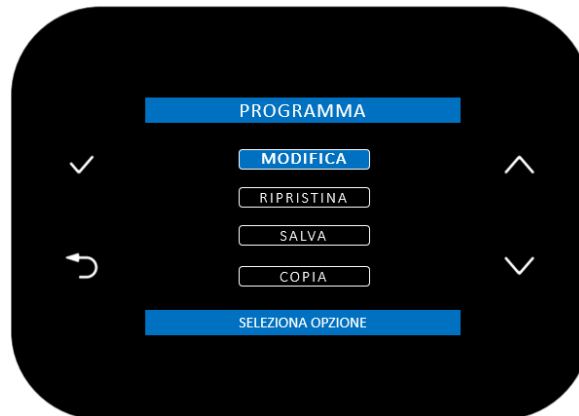 PROGRAMMA
MODIFICA
RIPRISTINA
SALVA
COPIA
SELEZIONA OPZIONE